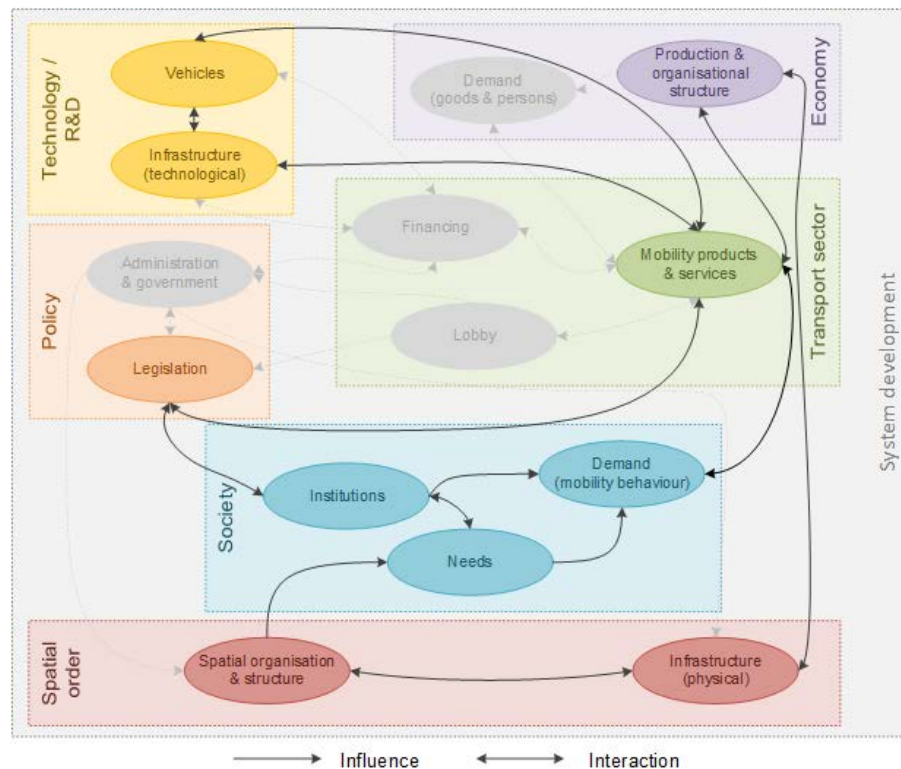 Technology /
R&D
Vehicles
Infrastructure
(technological)
Economy
Demand
(goods & persons)
Production &
organisational
structure
Policy
Administration
& government
Legislation
Transport sector
Financing
Mobility products
& services
Lobby
System development
Society
Institutions
Demand
(mobility behaviour)
Needs
Spatial
order
Spatial organisation
& structure
Infrastructure
(physical)
Influence
Interaction